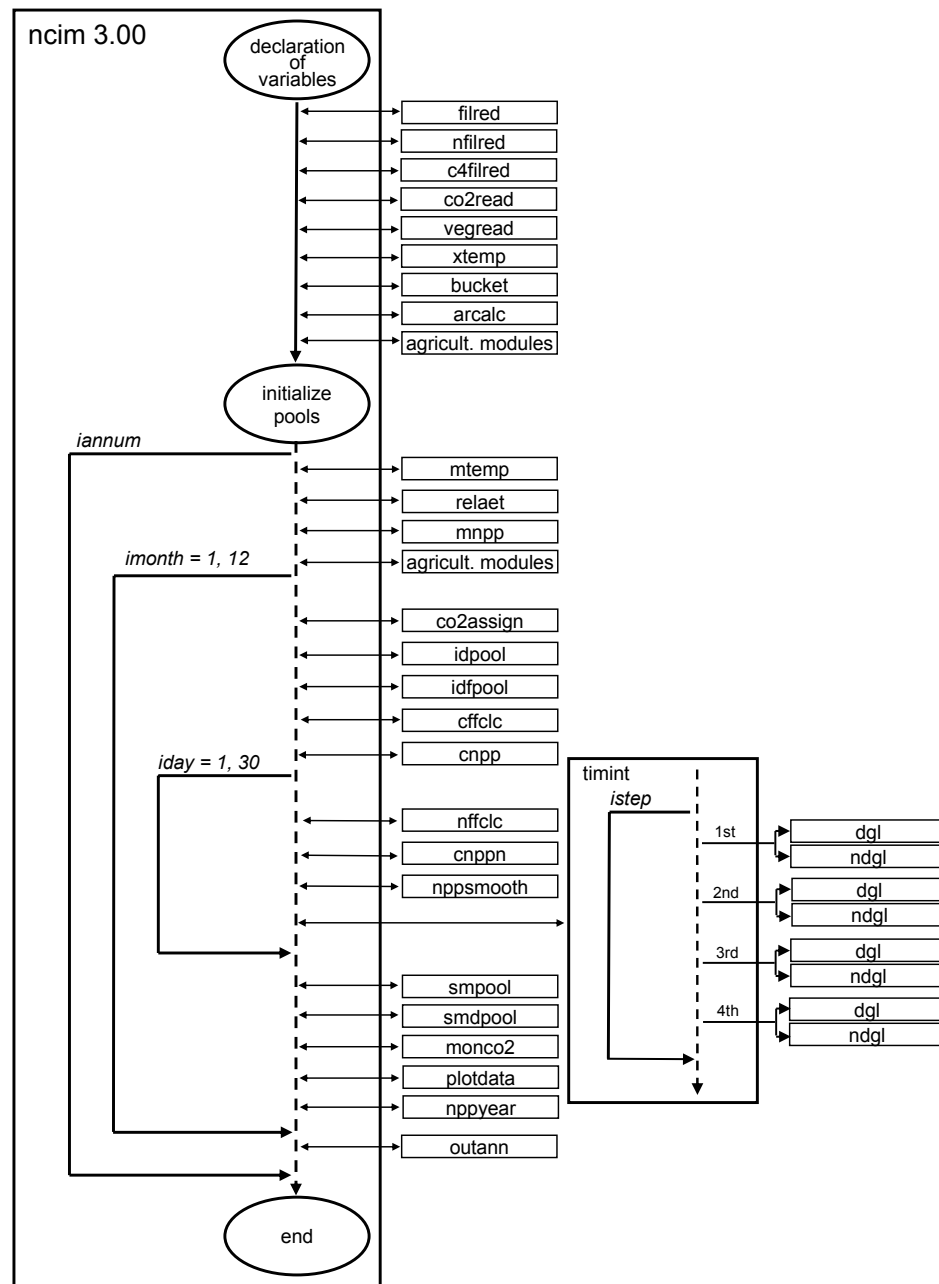 ncim 3.00
declaration
of
variables
filred
nfilred
c4filred
co2read
vegread
xtemp
bucket
arcalc
agricult. modules
initialize
pools
iannum
mtemp
relaet
mnpp
agricult. modules
imonth = 1, 12
co2assign
idpool
idfpool
cffclc
cnpp
iday = 1, 30
nffclc
cnppn
nppsmooth
timint
istep
1st
dgl
ndgl
2nd
dgl
ndgl
3rd
dgl
ndgl
4th
dgl
ndgl
smpool
smdpool
monco2
plotdata
nppyear
outann
end